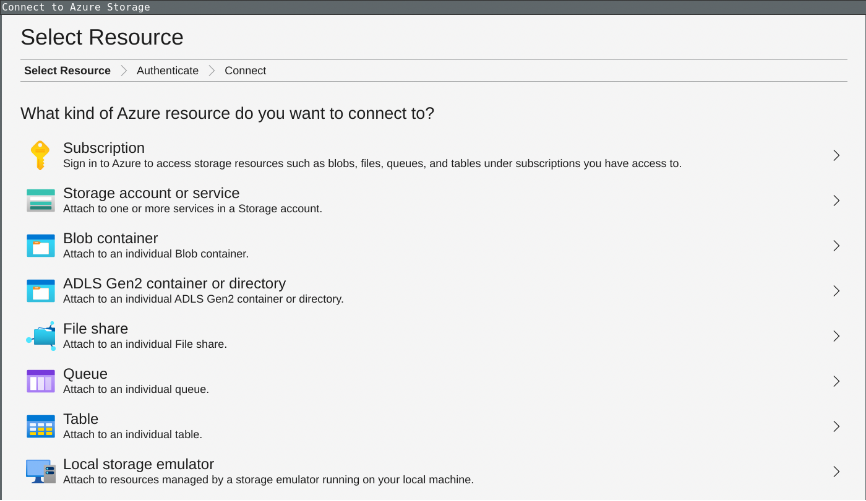 Connect to Azure Storage
Select Resource
Select Resource > Authenticate > Connect
What kind of Azure resource do you want to connect to?
Subscription
Sign in to Azure to access storage resources such as blobs, files, queues, and tables under subscriptions you have access to.
Storage account or service
Attach to one or more services in a Storage account.
Blob container
Attach to an individual Blob container.
ADLS Gen2 container or directory
Attach to an individual ADLS Gen2 container or directory.
File share
Attach to an individual File share.
Queue
Attach to an individual queue.
Table
Attach to an individual table.
Local storage emulator
Attach to resources managed by a storage emulator running on your local machine.